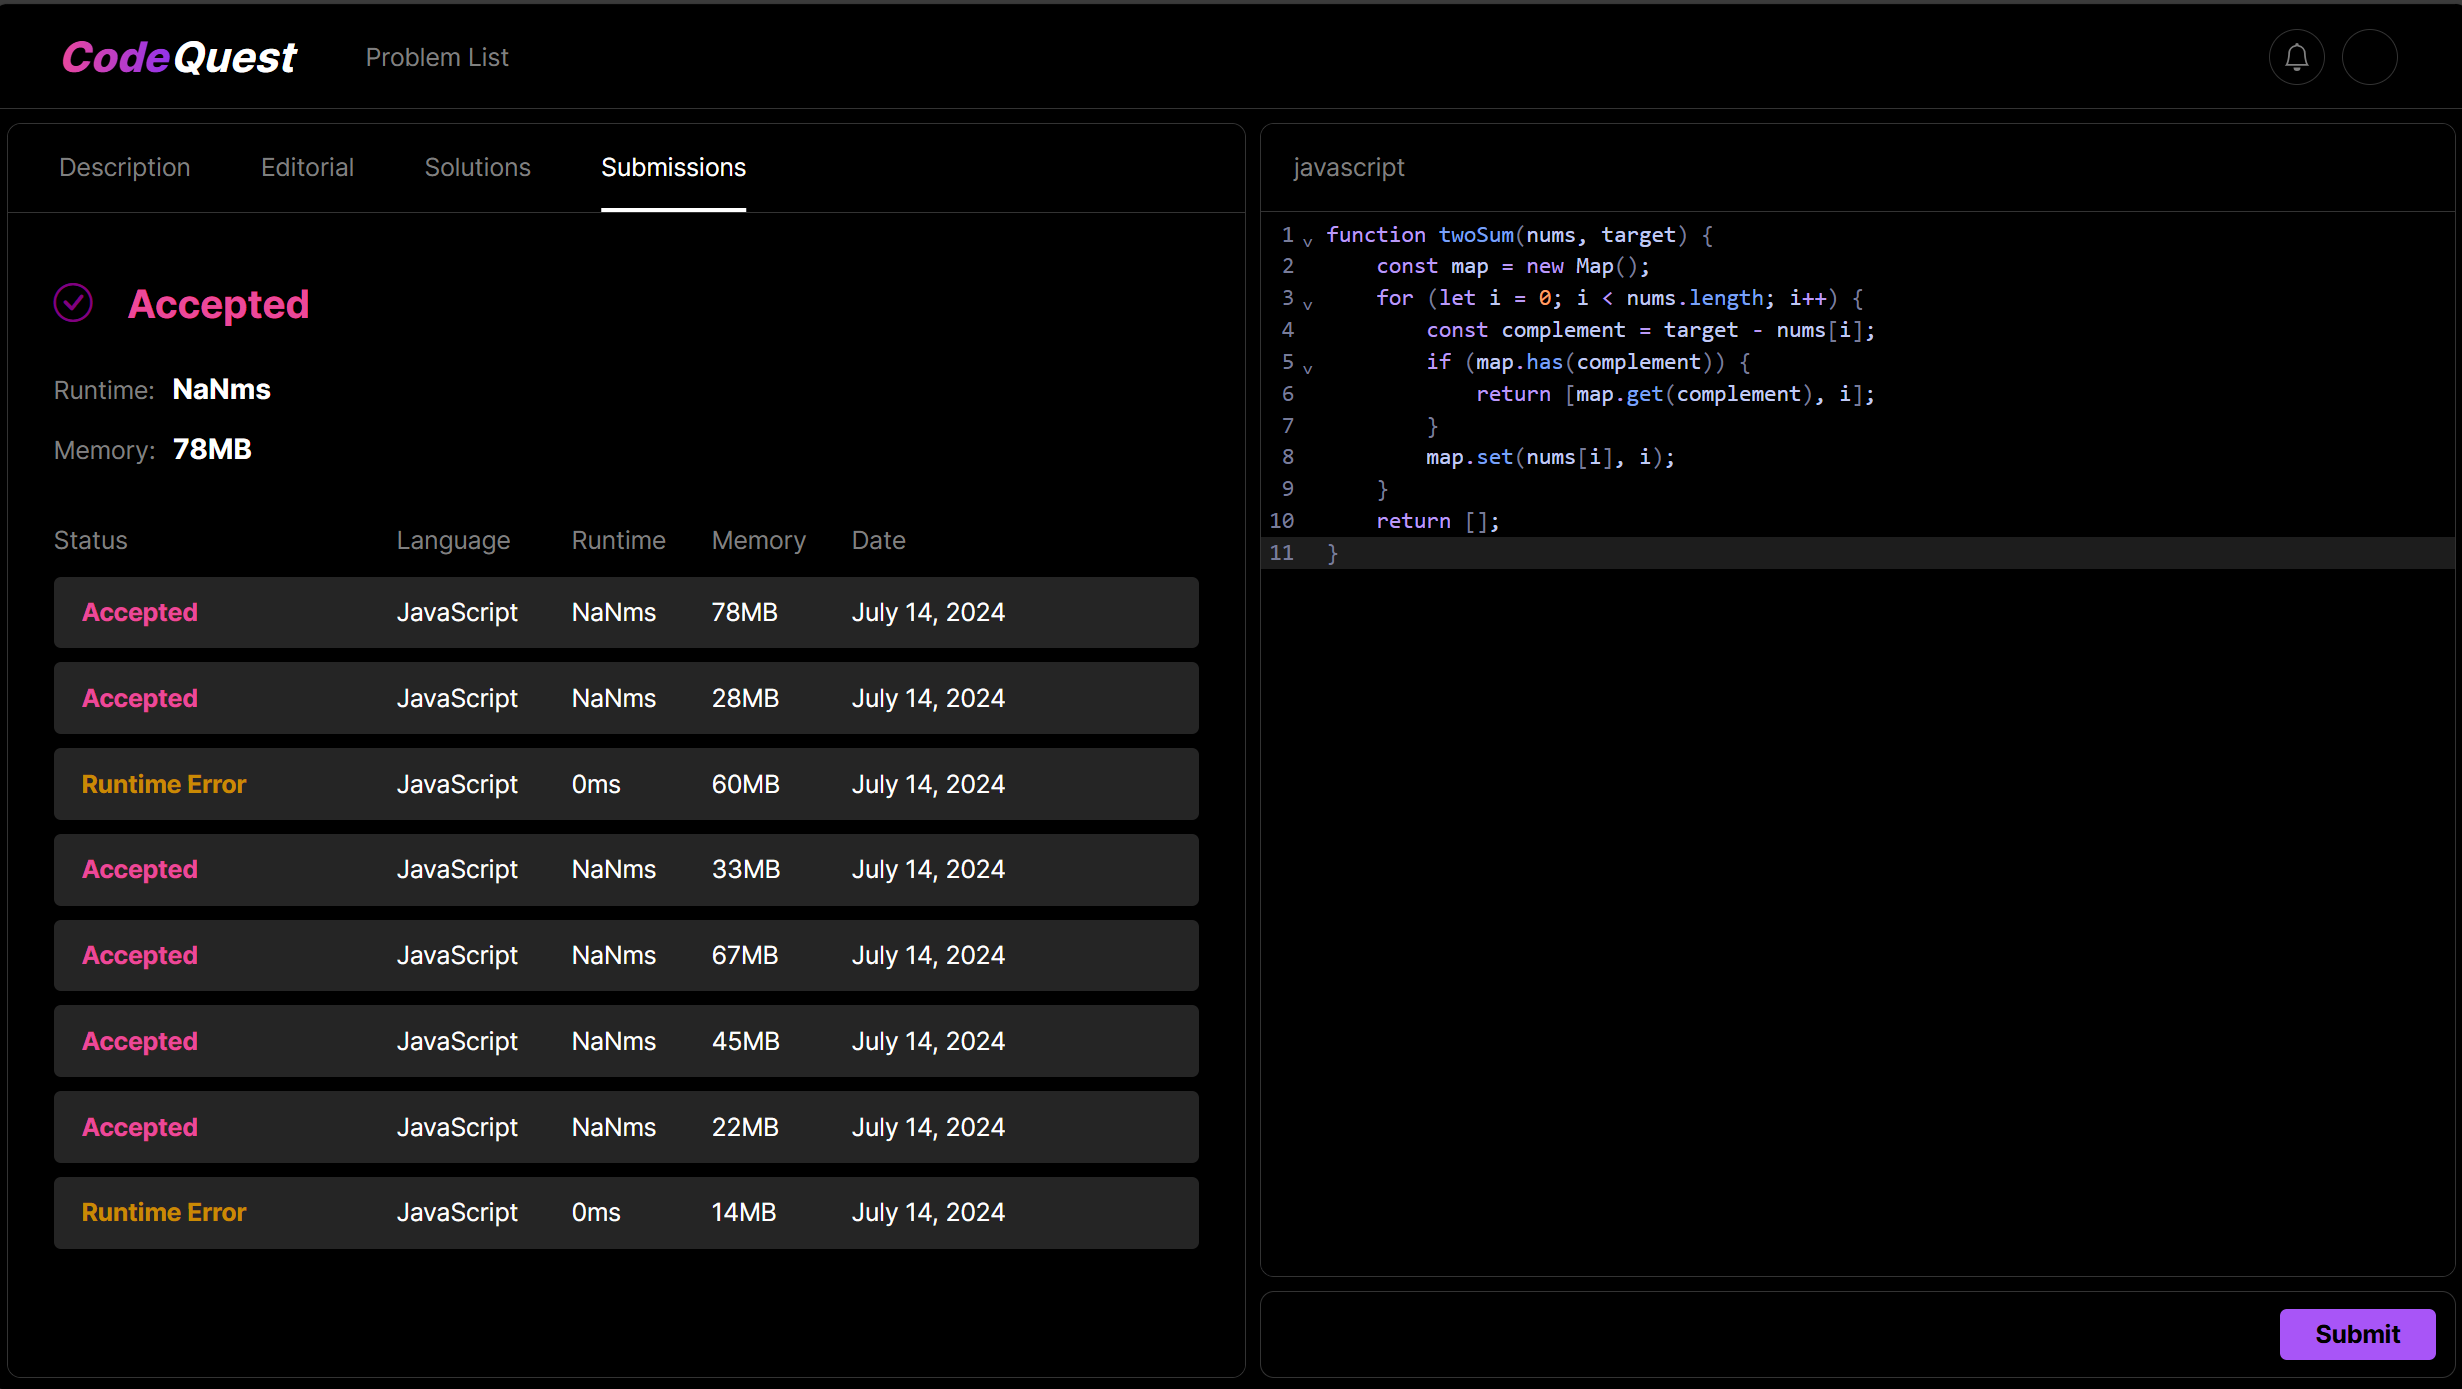 CodeQuest Problem List
Description Editorial Solutions Submissions
Accepted
Runtime: NaNms
Memory: 78MB
Status Language Runtime Memory Date
Accepted JavaScript NaNms 78MB July 14, 2024
Accepted JavaScript NaNms 28MB July 14, 2024
Runtime Error JavaScript 0ms 60MB July 14, 2024
Accepted JavaScript NaNms 33MB July 14, 2024
Accepted JavaScript NaNms 67MB July 14, 2024
Accepted JavaScript NaNms 45MB July 14, 2024
Accepted JavaScript NaNms 22MB July 14, 2024
Runtime Error JavaScript 0ms 14MB July 14, 2024
javascript
1 function twoSum(nums, target) {
2 const map = new Map();
3 for (let i = 0; i < nums.length; i++) {
4 const complement = target - nums[i];
5 if (map.has(complement)) {
6 return [map.get(complement), i];
7 }
8 map.set(nums[i], i);
9 }
10 return [];
11 }
Submit